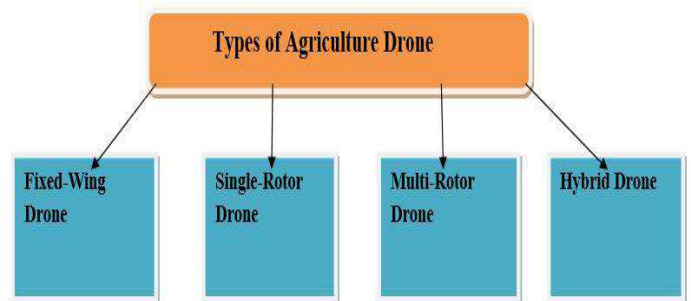 Types of Agriculture Drone
Fixed-Wing
Drone
Single-Rotor
Drone
Multi-Rotor
Drone
Hybrid Drone